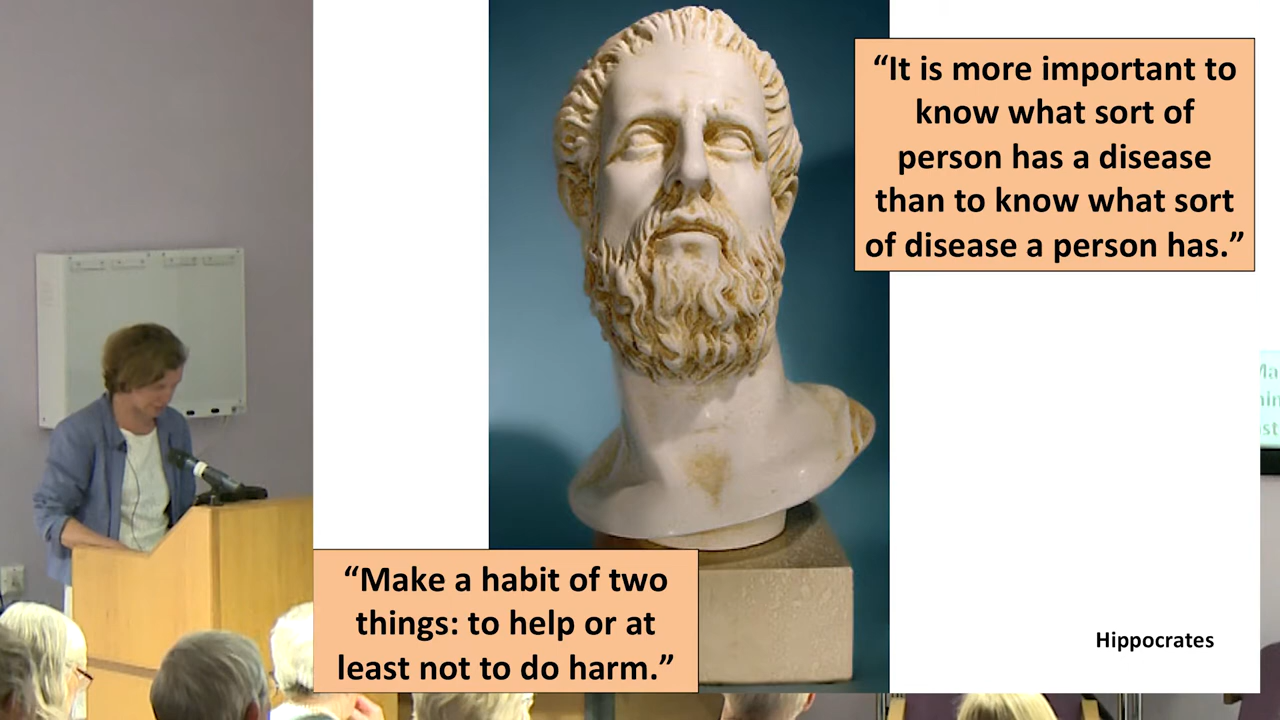 “It is more important to
know what sort of
person has a disease
than to know what sort
of disease a person has.”
“Make a habit of two
things: to help or at
least not to do harm.”
Hippocrates